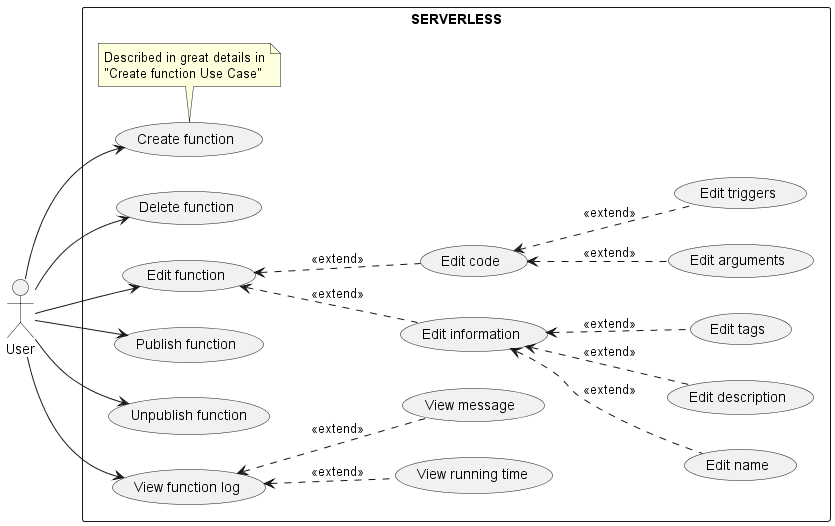 SERVERLESS
Described in great details in
"Create function Use Case"
Create function
Delete function
Edit function
Publish function
Unpublish function
View function log
User
«extend»
Edit code
«extend»
Edit information
«extend»
View message
«extend»
View running time
«extend»
Edit triggers
«extend»
Edit arguments
«extend»
Edit tags
«extend»
Edit description
«extend»
Edit name